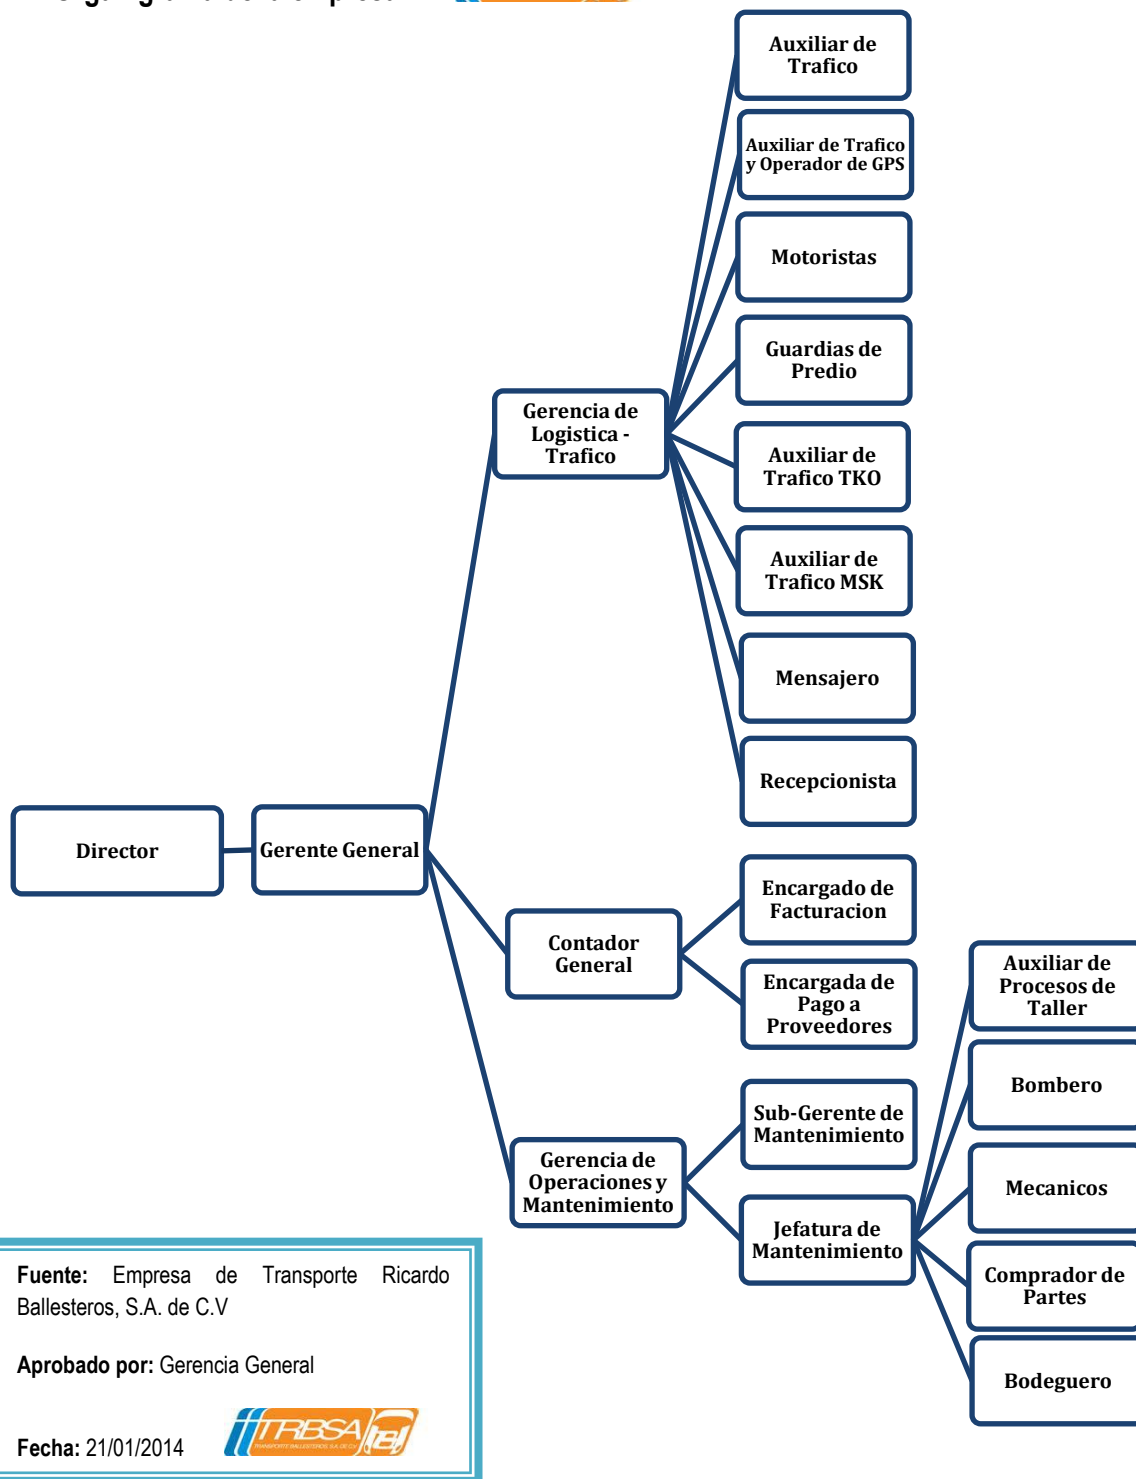 Auxiliar de
Trafico
Auxiliar de Trafico
y Operador de GPS
Motoristas
Guardias de
Predio
Gerencia de
Logistica -
Trafico
Auxiliar de
Trafico TKO
Auxiliar de
Trafico MSK
Mensajero
Recepcionista
Director
Gerente General
Encargado de
Facturacion
Contador
General
Encargada de
Pago a
Proveedores
Auxiliar de
Procesos de
Taller
Bombero
Sub-Gerente de
Mantenimiento
Gerencia de
Operaciones y
Mantenimiento
Mecanicos
Jefatura de
Mantenimiento
Comprador de
Partes
Bodeguero
Fuente: Empresa de Transporte Ricardo
Ballesteros, S.A. de C.V
Aprobado por: Gerencia General
Fecha: 21/01/2014
TRBSA
TRANSPORTE BALLESTEROS, S.A. DE C.V.